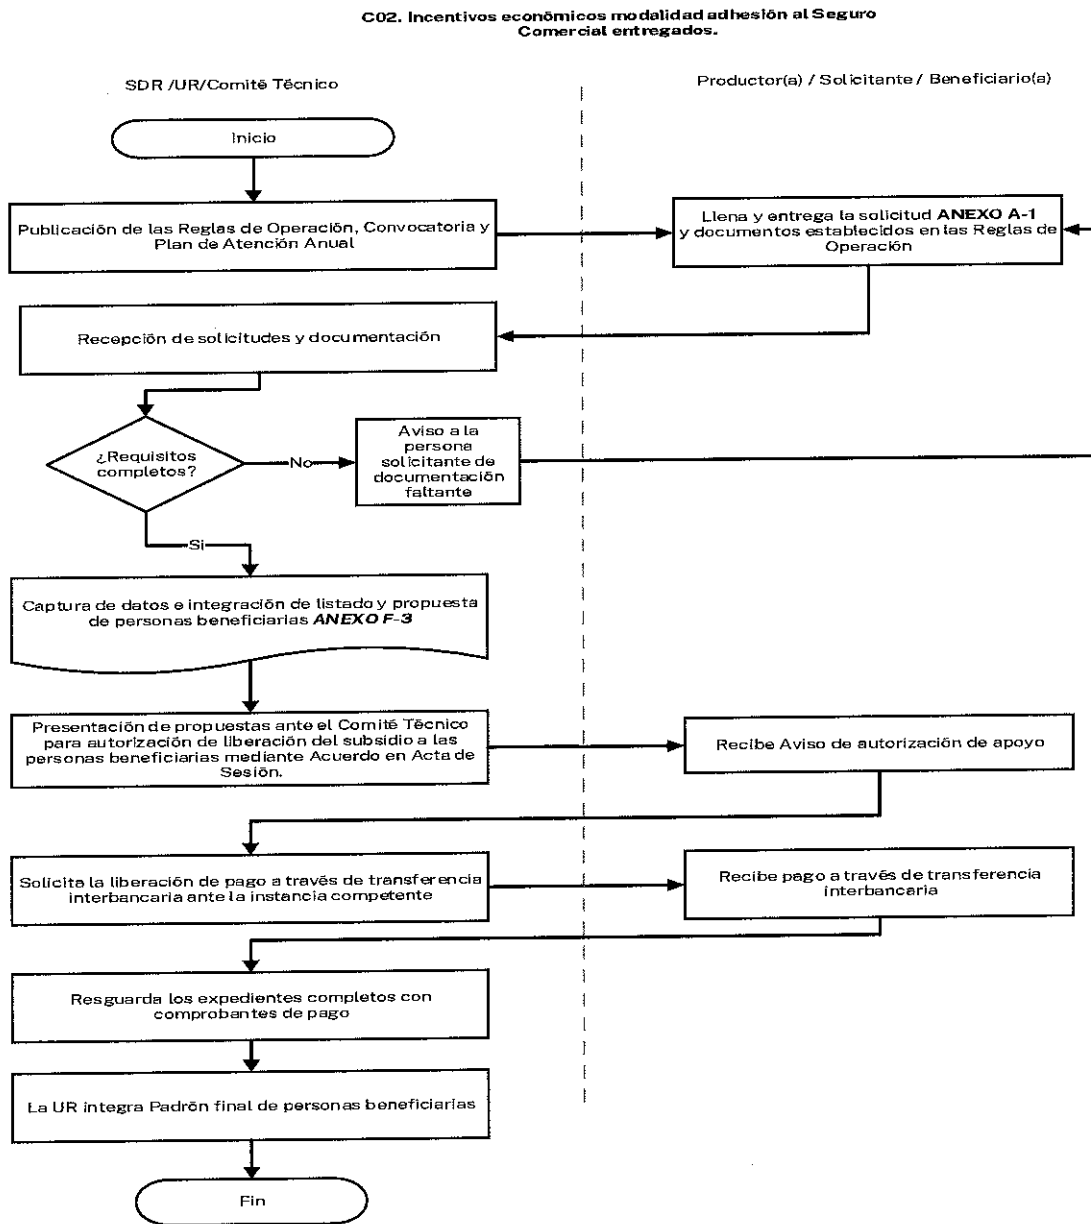 C02. Incentivos económicos modalidad adhesión al Seguro
Comercial entregados.
SDR /UR/Comité Técnico
Productor(a) / Solicitante / Beneficiario(a)
Inicio
Publicación de las Reglas de Operación, Convocatoria y
Plan de Atención Anual
Llena y entrega la solicitud ANEXO A-1
y documentos establecidos en las Reglas de
Operación
Recepción de solicitudes y documentación
¿Requisitos
completos?
No
Aviso a la
persona
solicitante de
documentación
faltante
Si
Captura de datos e integración de listado y propuesta
de personas beneficiarias ANEXO F-3
Presentación de propuestas ante el Comité Técnico
para autorización de liberación del subsidio a las
personas beneficiarias mediante Acuerdo en Acta de
Sesión.
Recibe Aviso de autorización de apoyo
Solicita la liberación de pago a través de transferencia
interbancaria ante la instancia competente
Recibe pago a través de transferencia
interbancaria
Resguarda los expedientes completos con
comprobantes de pago
La UR integra Padrón final de personas beneficiarias
Fin